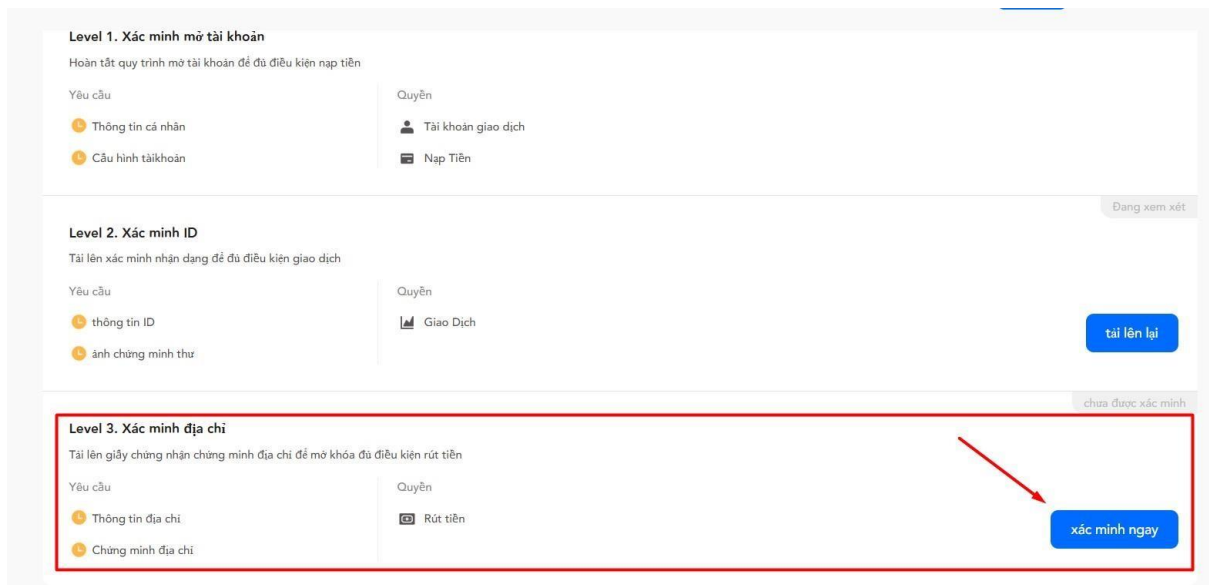 Level 1. Xác minh mở tài khoản
Hoàn tất quy trình mở tài khoản để đủ điều kiện nạp tiền
Yêu cầu
Quyền
Thông tin cá nhân
Tài khoản giao dịch
Cấu hình tàikhoản
Nạp Tiền
Đang xem xét
Level 2. Xác minh ID
Tải lên xác minh nhận dạng để đủ điều kiện giao dịch
Yêu cầu
Quyền
thông tin ID
Giao Dịch
tải lên lại
ảnh chứng minh thư
chưa được xác minh
Level 3. Xác minh địa chỉ
Tải lên giấy chứng nhận chứng minh địa chỉ để mở khóa đủ điều kiện rút tiền
Yêu cầu
Quyền
Thông tin địa chỉ
Rút tiền
xác minh ngay
Chứng minh địa chỉ